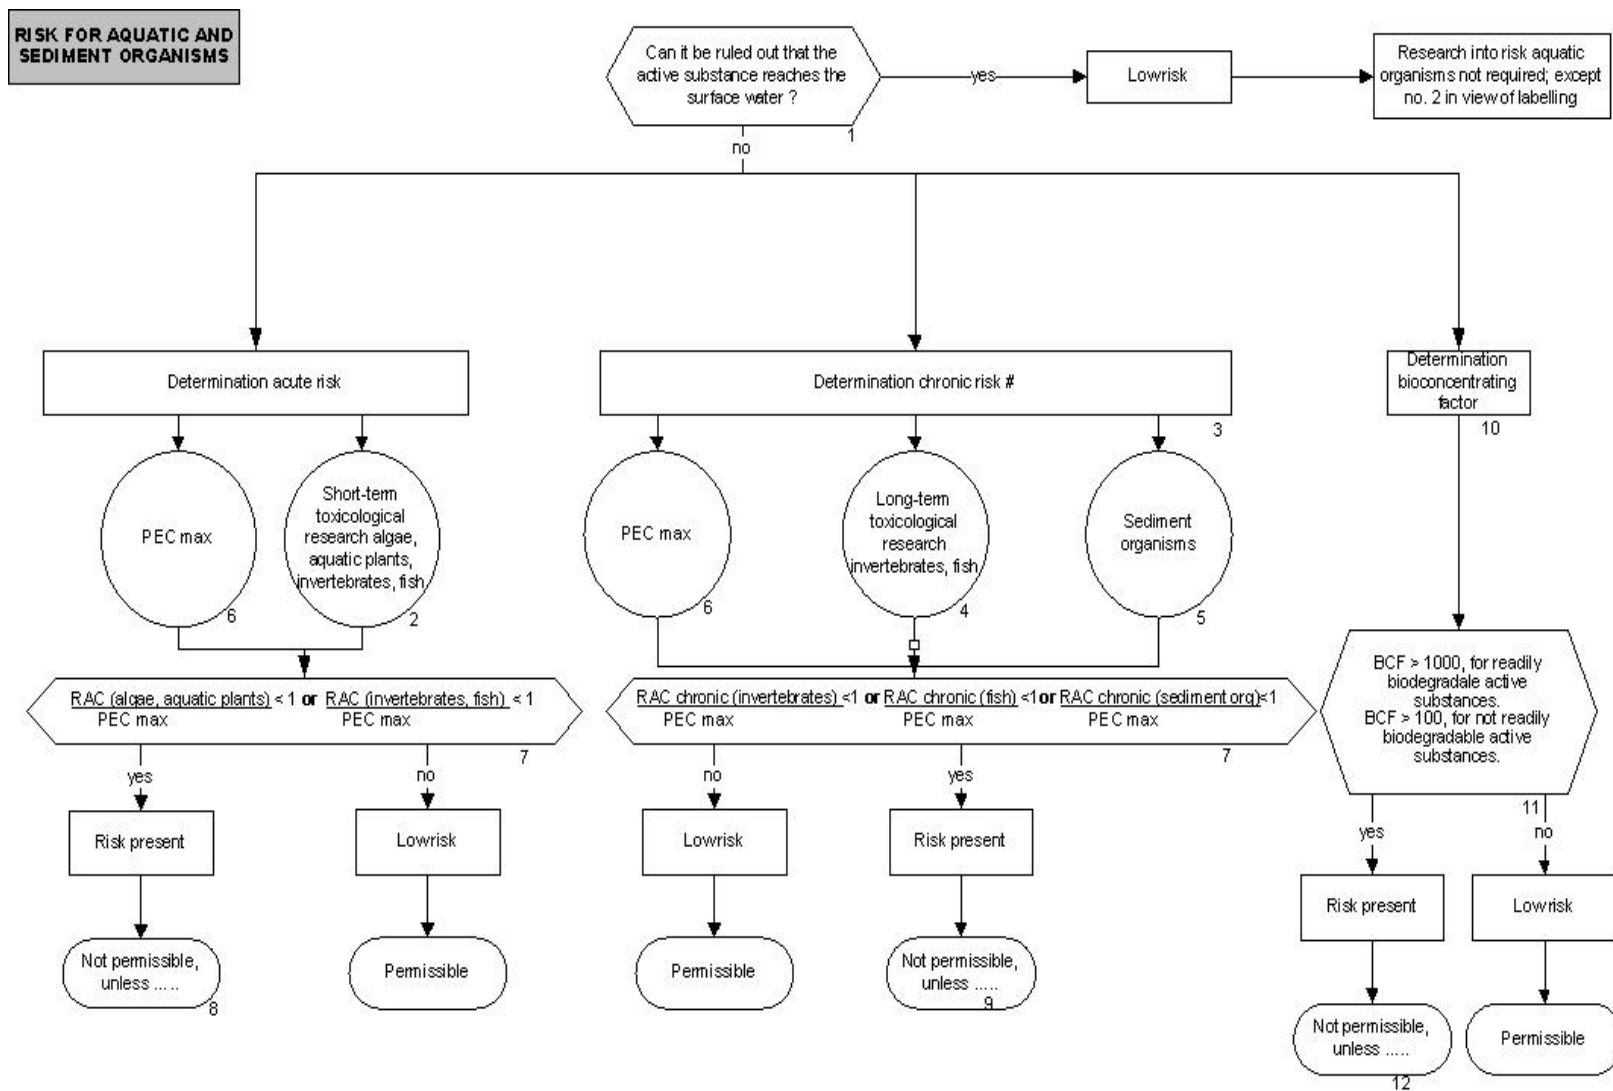 RISK FOR AQUATIC AND
SEDIMENT ORGANISMS
Can it be ruled out that the
active substance reaches the
surface water ?
1
yes
Lowrisk
Research into risk aquatic
organisms not required; except
no. 2 in view of labelling
no
Determination acute risk
Determination chronic risk #
3
Determination
bioconcentrating
factor
10
PEC max
6
Short-term
toxicological
research algae,
aquatic plants,
invertebrates, fish
2
PEC max
6
Long-term
toxicological
research
invertebrates, fish
4
Sediment
organisms
5
RAC (algae, aquatic plants) < 1 or RAC (invertebrates, fish) < 1
PEC max PEC max
7
RAC chronic (invertebrates) <1 or RAC chronic (fish) <1 or RAC chronic (sediment org)<1
PEC max PEC max PEC max
7
BCF > 1000, for readily
biodegradale active
substances.
BCF > 100, for not readily
biodegradable active
substances.
11
yes
no
no
yes
yes
no
Risk present
Lowrisk
Lowrisk
Risk present
Risk present
Lowrisk
Not permissible,
unless .....
8
Permissible
Permissible
Not permissible,
unless .....
9
Not permissible,
unless .....
12
Permissible